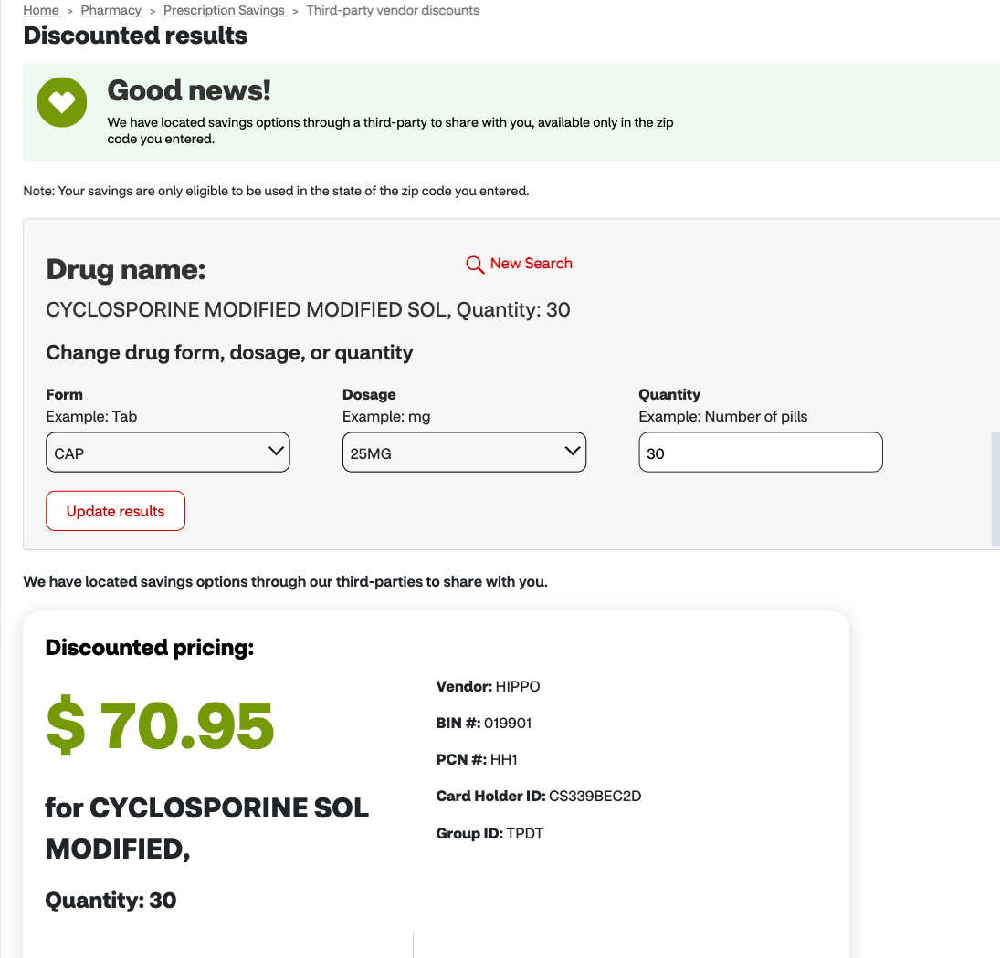 Home > Pharmacy > Prescription Savings > Third-party vendor discounts
Discounted results
Good news!
We have located savings options through a third-party to share with you, available only in the zip
code you entered.
Note: Your savings are only eligible to be used in the state of the zip code you entered.
Drug name:
New Search
CYCLOSPORINE MODIFIED MODIFIED SOL, Quantity: 30
Change drug form, dosage, or quantity
Form
Example: Tab
CAP
Dosage
Example: mg
25MG
Quantity
Example: Number of pills
30
Update results
We have located savings options through our third-parties to share with you.
Discounted pricing:
$ 70.95
for CYCLOSPORINE SOL
MODIFIED,
Quantity: 30
Vendor: HIPPO
BIN #: 019901
PCN #: HH1
Card Holder ID: CS339BEC2D
Group ID: TPDT